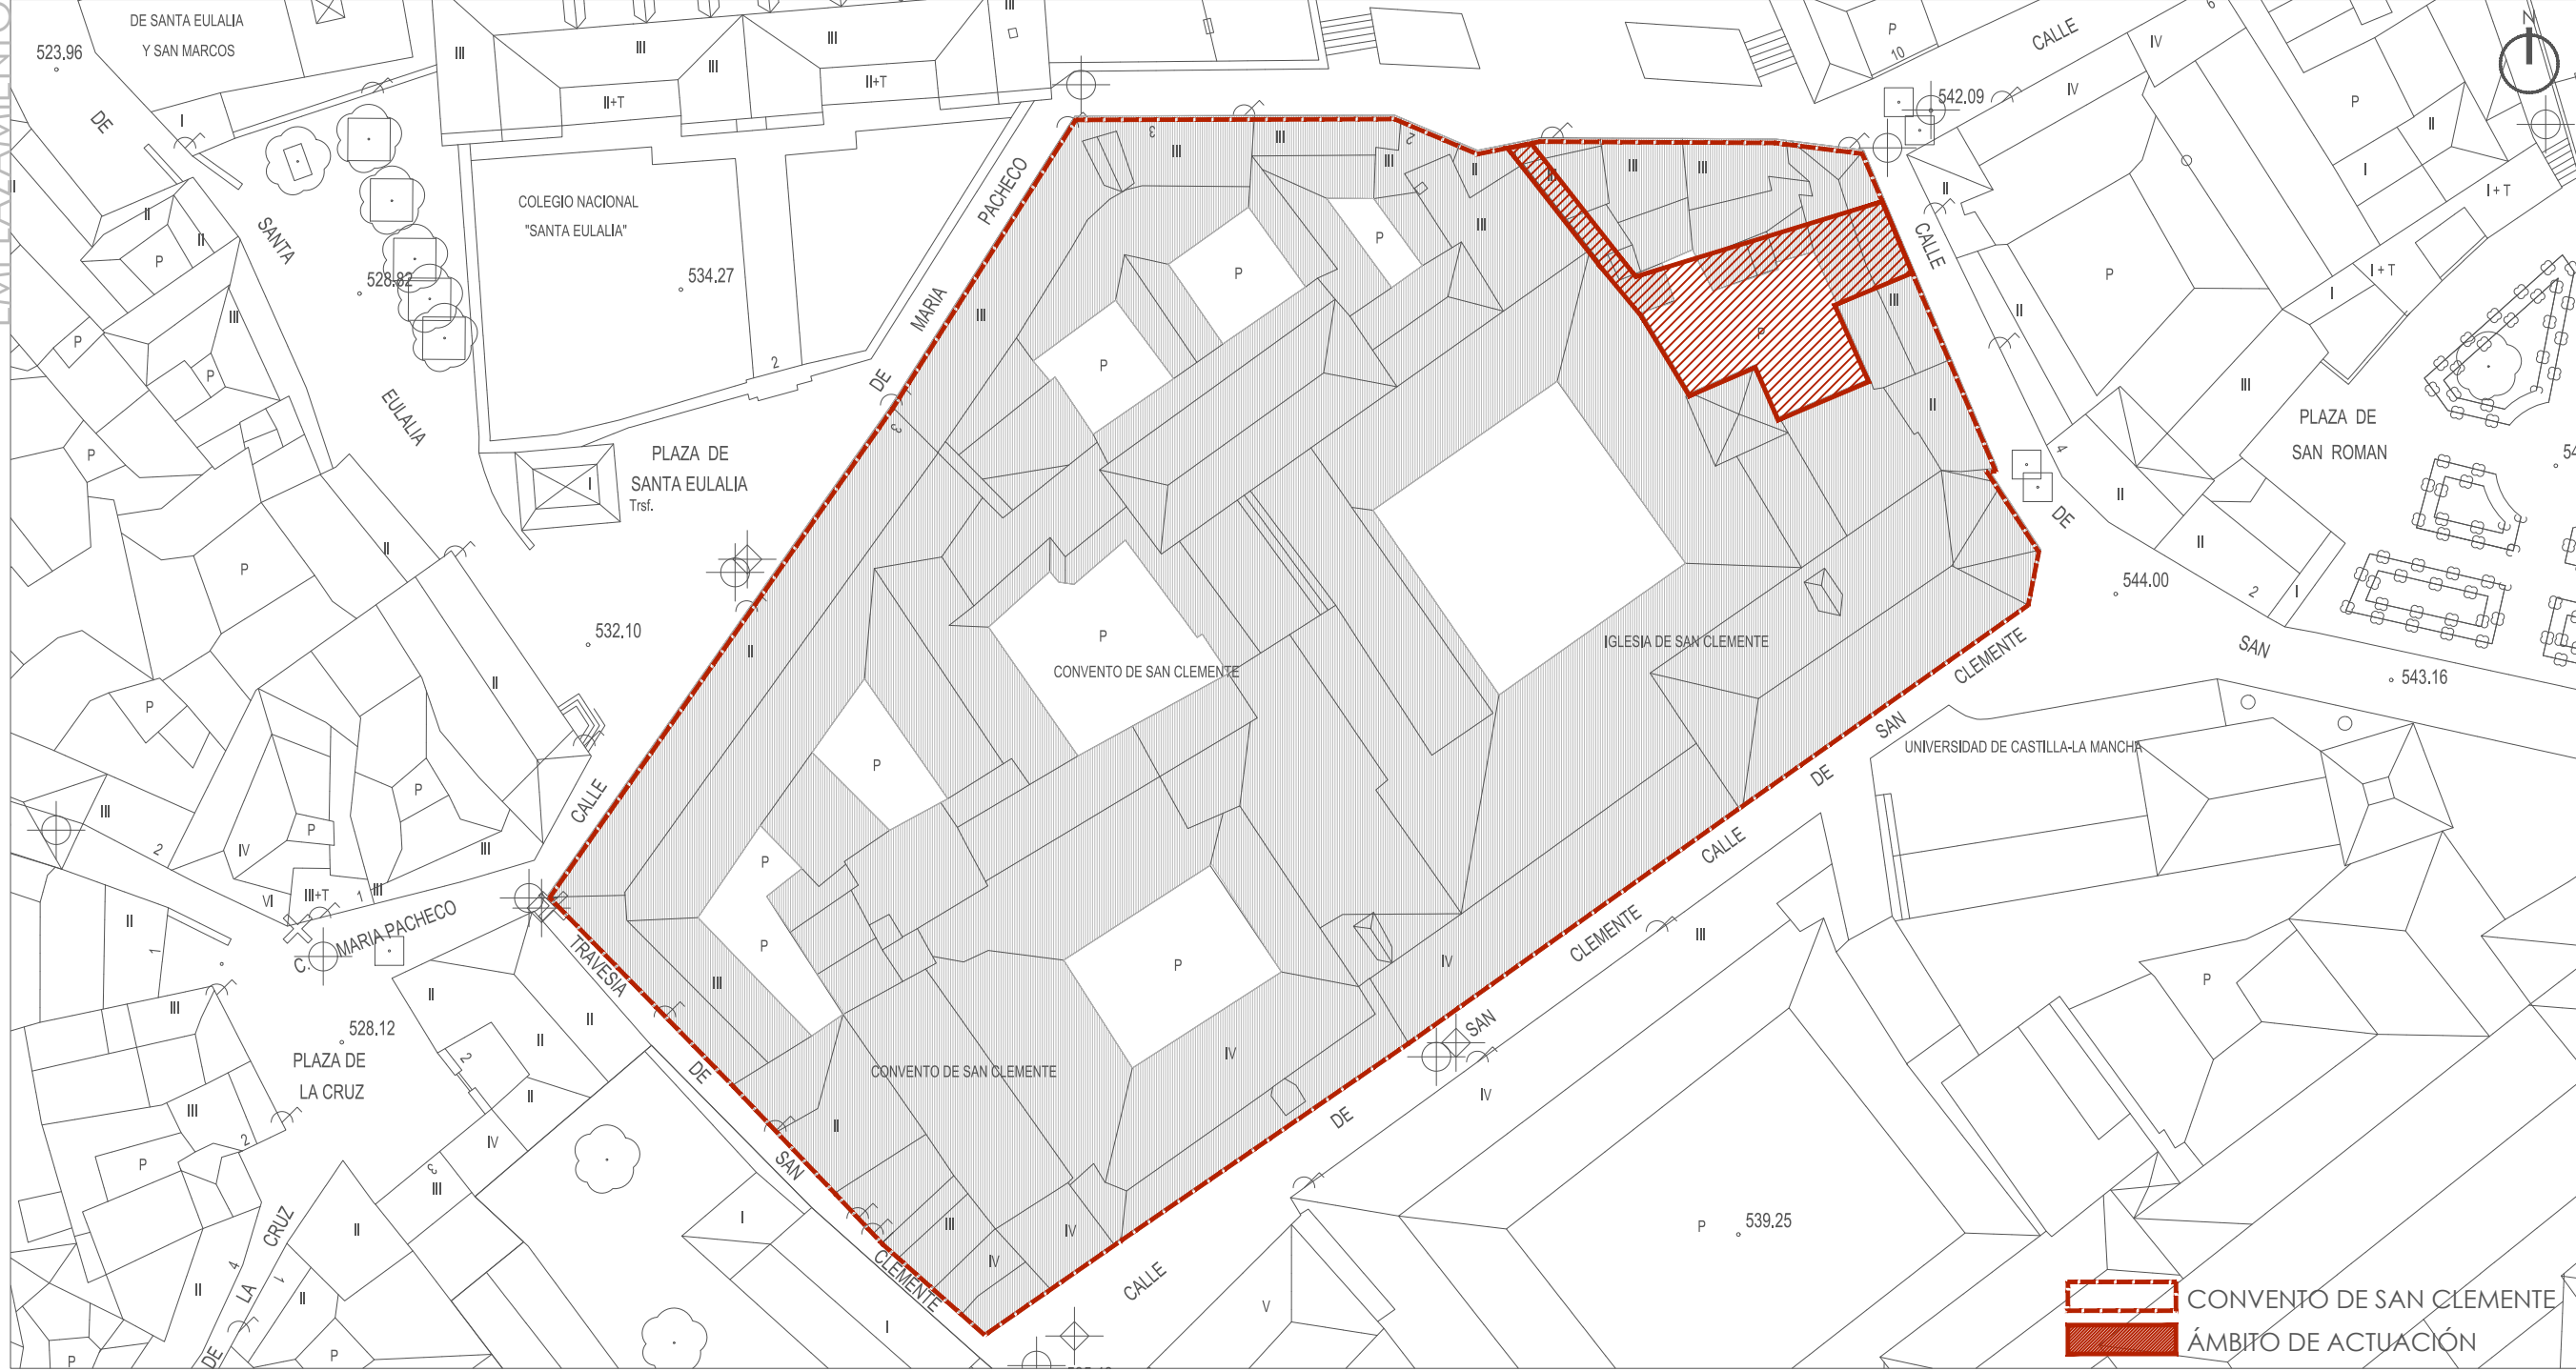 DE SANTA EULALIA
Y SAN MARCOS
523.96
DE
SANTA
EULALIA
528.82
COLEGIO NACIONAL
"SANTA EULALIA"
534.27
PLAZA DE
SANTA EULALIA
Trsf.
532.10
CALLE
DE
MARIA
PACHECO
C.
MARIA PACHECO
528.12
PLAZA DE
LA CRUZ
DE
LA
CRUZ
TRAVESIA
DE
SAN
CLEMENTE
CONVENTO DE SAN CLEMENTE
CONVENTO DE SAN CLEMENTE
IGLESIA DE SAN CLEMENTE
CALLE
DE
SAN
CLEMENTE
CALLE
DE
SAN
CLEMENTE
CALLE
542.09
N
CALLE
DE
SAN
PLAZA DE
SAN ROMAN
544.00
543.16
UNIVERSIDAD DE CASTILLA-LA MANCHA
539.25
II+T
II+T
III+T
I+T
I+T
CONVENTO DE SAN CLEMENTE
ÁMBITO DE ACTUACIÓN